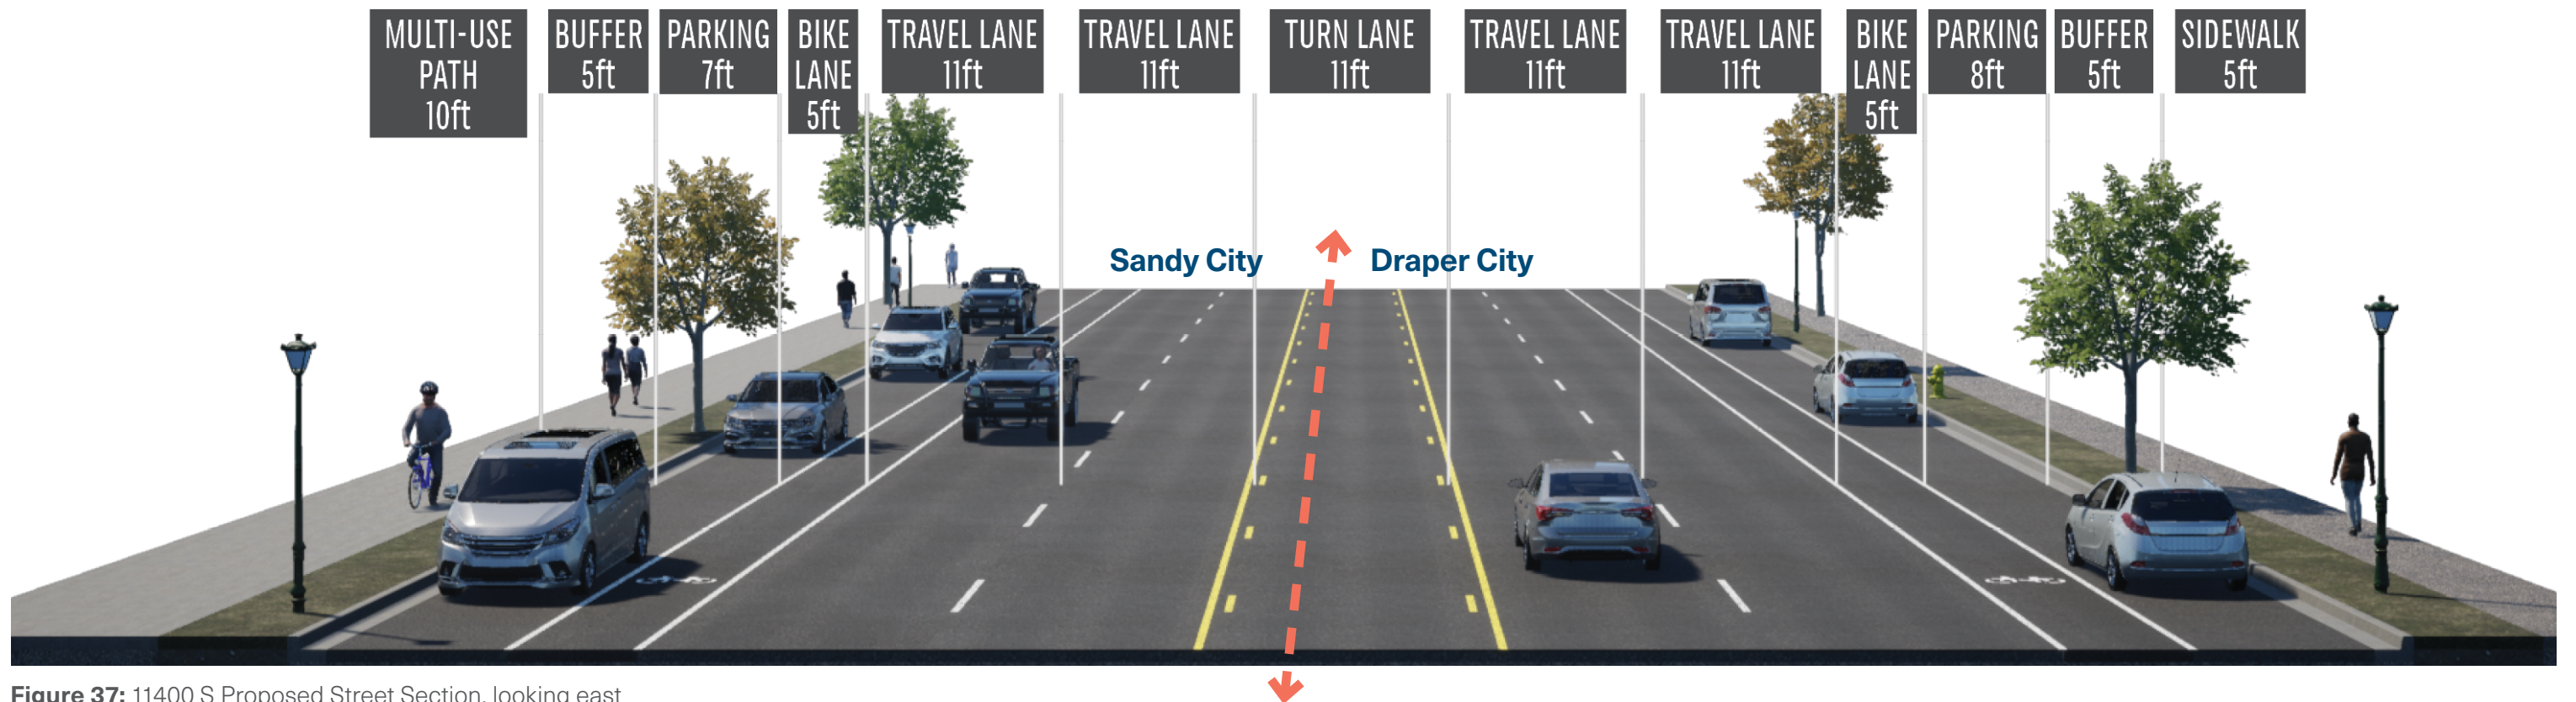 MULTI-USE
PATH
10ft
BUFFER
5ft
PARKING
7ft
BIKE
LANE
5ft
TRAVEL LANE
11ft
TRAVEL LANE
11ft
TURN LANE
11ft
TRAVEL LANE
11ft
TRAVEL LANE
11ft
BIKE
LANE
5ft
PARKING
8ft
BUFFER
5ft
SIDEWALK
5ft
Sandy City
Draper City
Figure 37: 11400 S Proposed Street Section, looking east